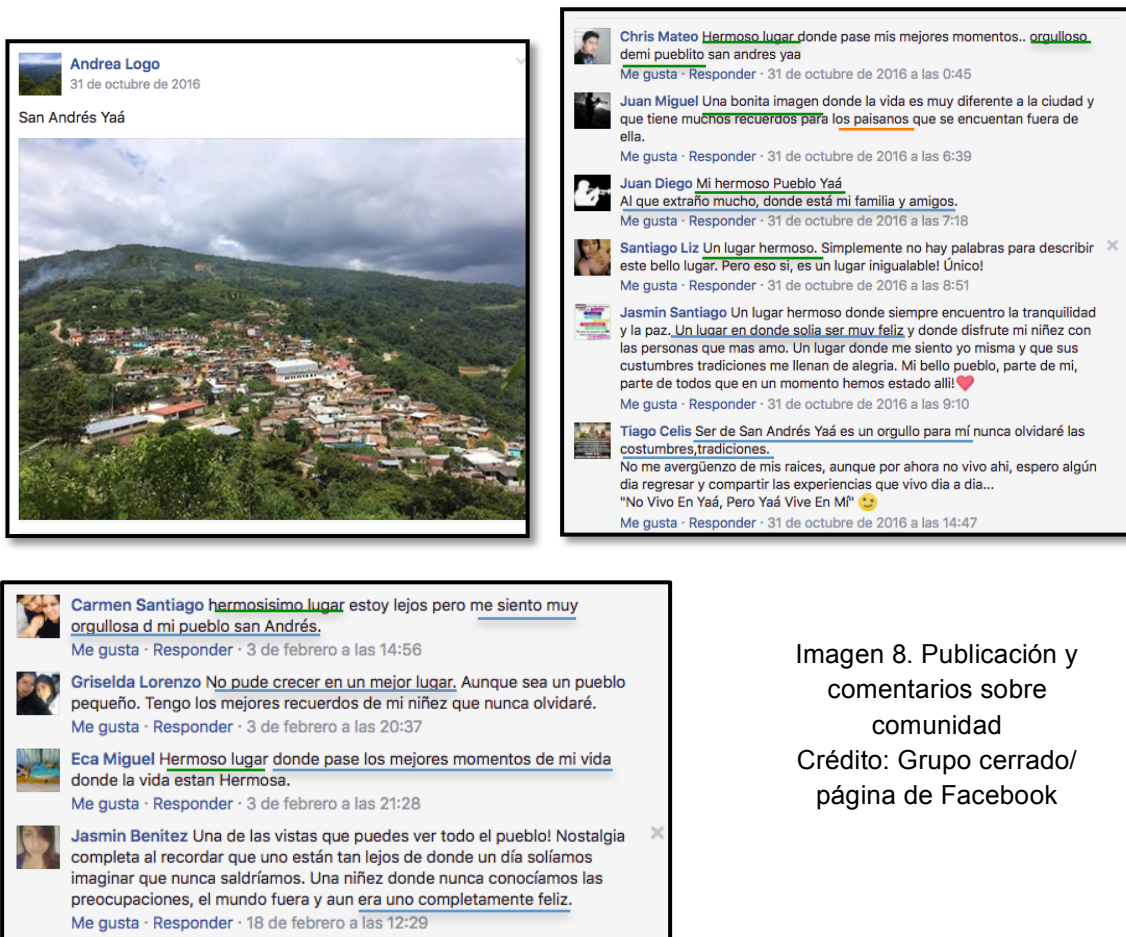 Andrea Logo
31 de octubre de 2016
San Andrés Yaá
Chris Mateo Hermoso lugar donde pase mis mejores momentos.. orgulloso
demi pueblito san andres yaa
Me gusta · Responder · 31 de octubre de 2016 a las 0:45
Juan Miguel Una bonita imagen donde la vida es muy diferente a la ciudad y
que tiene muchos recuerdos para los paisanos que se encuentan fuera de
ella.
Me gusta · Responder · 31 de octubre de 2016 a las 6:39
Juan Diego Mi hermoso Pueblo Yaá
Al que extraño mucho, donde está mi familia y amigos.
Me gusta · Responder · 31 de octubre de 2016 a las 7:18
Santiago Liz Un lugar hermoso. Simplemente no hay palabras para describir
este bello lugar. Pero eso si, es un lugar inigualable! Único!
Me gusta · Responder · 31 de octubre de 2016 a las 8:51
Jasmin Santiago Un lugar hermoso donde siempre encuentro la tranquilidad
y la paz. Un lugar en donde solia ser muy feliz y donde disfrute mi niñez con
las personas que mas amo. Un lugar donde me siento yo misma y que sus
custumbres tradiciones me llenan de alegria. Mi bello pueblo, parte de mi,
parte de todos que en un momento hemos estado alli!❤️
Me gusta · Responder · 31 de octubre de 2016 a las 9:10
Tiago Celis Ser de San Andrés Yaá es un orgullo para mí nunca olvidaré las
costumbres,tradiciones.
No me avergüenzo de mis raices, aunque por ahora no vivo ahi, espero algún
dia regresar y compartir las experiencias que vivo dia a dia...
"No Vivo En Yaá, Pero Yaá Vive En Mí" 😉
Me gusta · Responder · 31 de octubre de 2016 a las 14:47
Carmen Santiago hermosisimo lugar estoy lejos pero me siento muy
orgullosa d mi pueblo san Andrés.
Me gusta · Responder · 3 de febrero a las 14:56
Griselda Lorenzo No pude crecer en un mejor lugar. Aunque sea un pueblo
pequeño. Tengo los mejores recuerdos de mi niñez que nunca olvidaré.
Me gusta · Responder · 3 de febrero a las 20:37
Eca Miguel Hermoso lugar donde pase los mejores momentos de mi vida
donde la vida estan Hermosa.
Me gusta · Responder · 3 de febrero a las 21:28
Jasmin Benitez Una de las vistas que puedes ver todo el pueblo! Nostalgia
completa al recordar que uno están tan lejos de donde un día solíamos
imaginar que nunca saldríamos. Una niñez donde nunca conocíamos las
preocupaciones, el mundo fuera y aun era uno completamente feliz.
Me gusta · Responder · 18 de febrero a las 12:29
Imagen 8. Publicación y
comentarios sobre
comunidad
Crédito: Grupo cerrado/
página de Facebook